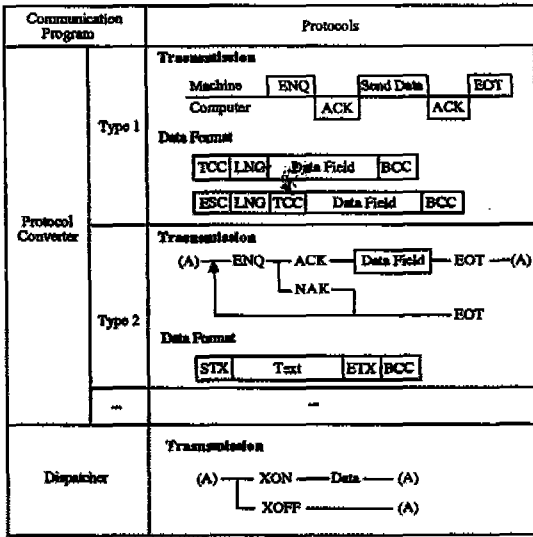 Communication Program
Protocols
Protocol Converter
Type 1
Transmission
Machine ENQ Send Data EOT
Computer ACK ACK
Data Format
TCC LNG Data Field BCC
ESC LNG TCC Data Field BCC
Type 2
Transmission
(A) ENQ ACK Data Field EOT (A)
NAK
EOT
Data Format
STX Text ETX BCC
... ...
Dispatcher
Transmission
(A) XON Data (A)
XOFF (A)